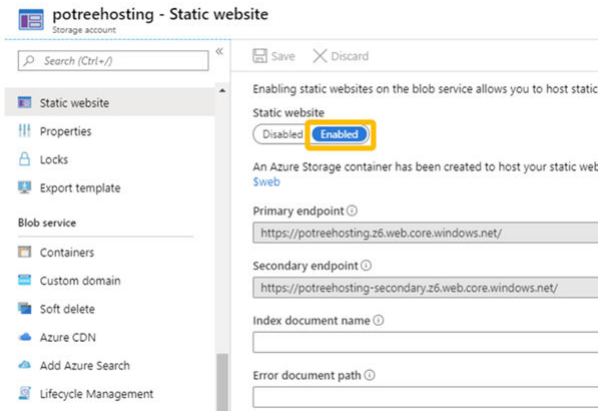 potreehosting - Static website
Storage account
Search (Ctrl+/)
«
Static website
Properties
Locks
Export template
Blob service
Containers
Custom domain
Soft delete
Azure CDN
Add Azure Search
Lifecycle Management
Save
Discard
Enabling static websites on the blob service allows you to host static
Static website
Disabled
Enabled
An Azure Storage container has been created to host your static web
$web
Primary endpoint
https://potreehosting.z6.web.core.windows.net/
Secondary endpoint
https://potreehosting-secondary.z6.web.core.windows.net/
Index document name
Error document path